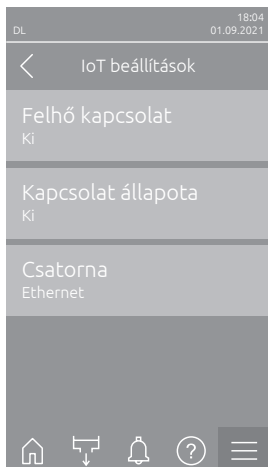 18:04
DL 01.09.2021
IoT beállítások
Felhő kapcsolat
Ki
Kapcsolat állapota
Ki
Csatorna
Ethernet
?